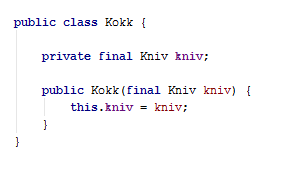 public class Kokk {
private final Kniv kniv;
public Kokk(final Kniv kniv) {
this.kniv = kniv;
}
}